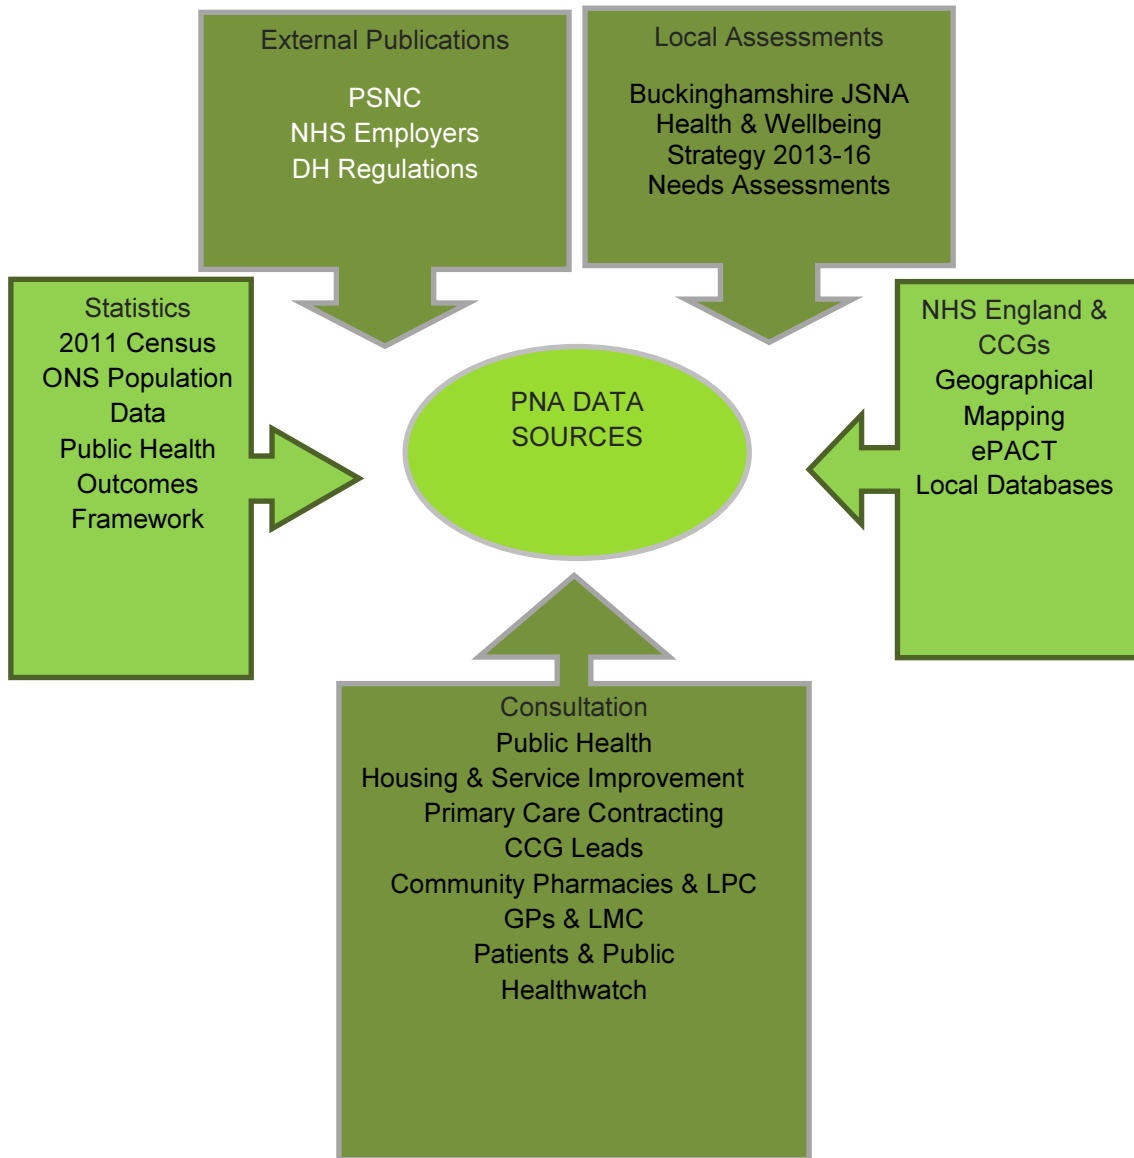 External Publications
PSNC
NHS Employers
DH Regulations
Local Assessments
Buckinghamshire JSNA
Health & Wellbeing
Strategy 2013-16
Needs Assessments
Statistics
2011 Census
ONS Population
Data
Public Health
Outcomes
Framework
PNA DATA
SOURCES
NHS England &
CCGs
Geographical
Mapping
ePACT
Local Databases
Consultation
Public Health
Housing & Service Improvement
Primary Care Contracting
CCG Leads
Community Pharmacies & LPC
GPs & LMC
Patients & Public
Healthwatch